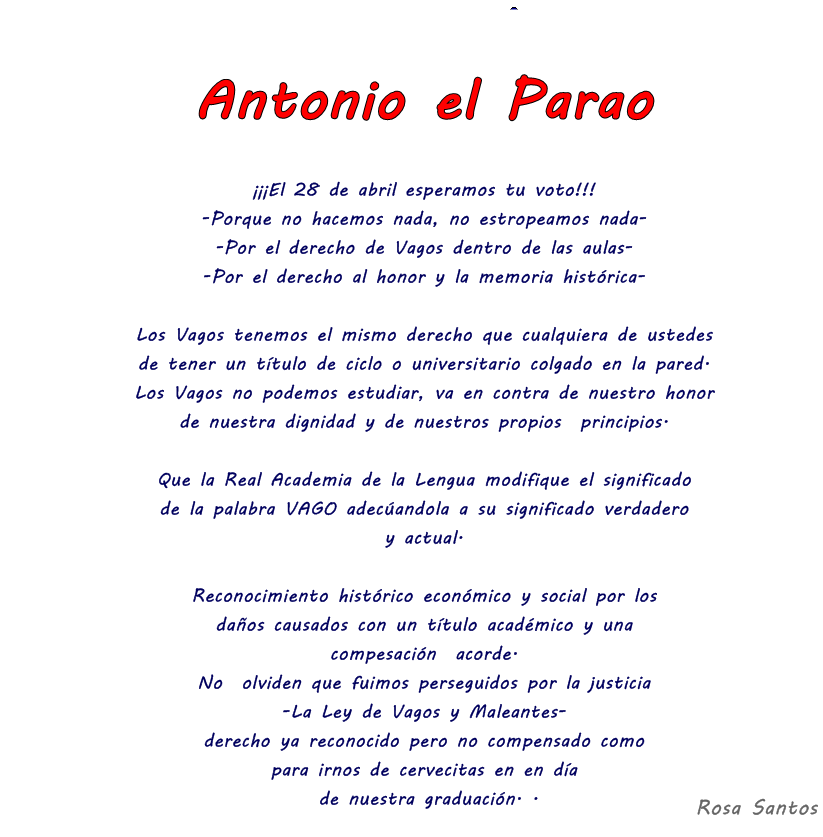 Antonio el Parao
¡¡¡El 28 de abril esperamos tu voto!!!
-Porque no hacemos nada, no estropeamos nada-
-Por el derecho de Vagos dentro de las aulas-
-Por el derecho al honor y la memoria histórica-
Los Vagos tenemos el mismo derecho que cualquiera de ustedes
de tener un título de ciclo o universitario colgado en la pared.
Los Vagos no podemos estudiar, va en contra de nuestro honor
de nuestra dignidad y de nuestros propios  principios.
Que la Real Academia de la Lengua modifique el significado
de la palabra VAGO adecúandola a su significado verdadero
y actual.
Reconocimiento histórico económico y social por los
daños causados con un título académico y una
compesación  acorde.
No  olviden que fuimos perseguidos por la justicia
-La Ley de Vagos y Maleantes-
derecho ya reconocido pero no compensado como
para irnos de cervecitas en en día
de nuestra graduación. .
Rosa Santos